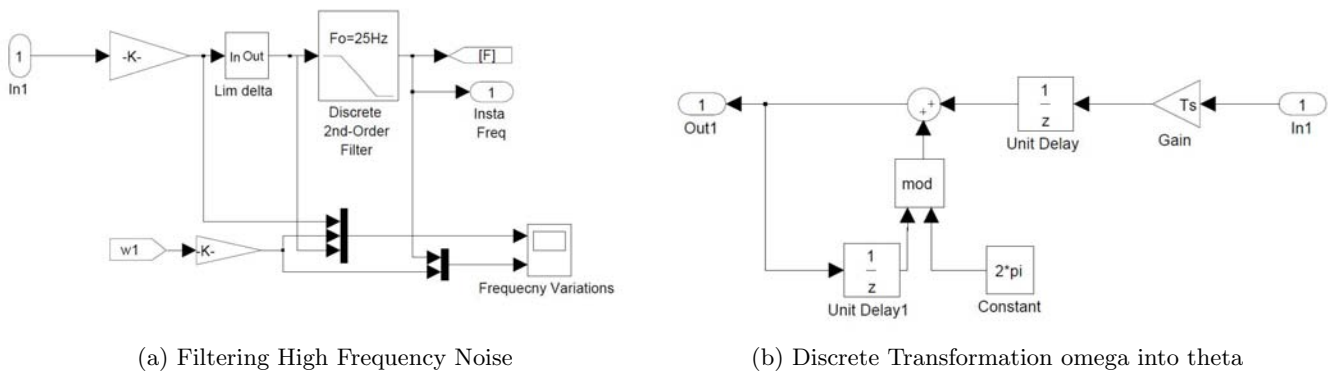 1
In1
-K-
In Out
Lim delta
Fo=25Hz
Discrete
2nd-Order
Filter
[F]
1
Insta
Freq
w1
-K-
Frequecny Variations
(a) Filtering High Frequency Noise
1
Out1
+
+
1
z
Unit Delay
Ts
Gain
1
In1
mod
1
z
Unit Delay1
2*pi
Constant
(b) Discrete Transformation omega into theta